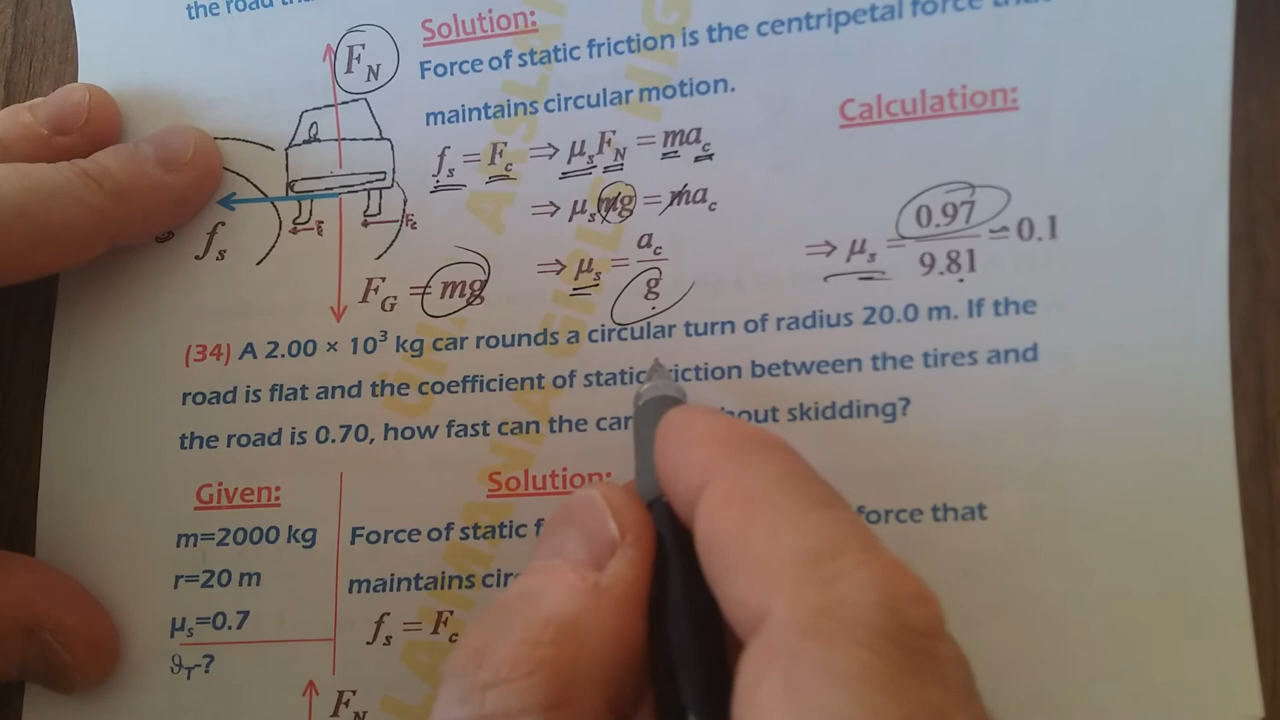 the road
Solution:
Force of static friction is the centripetal force
maintains circular motion.
Calculation:
F_N
f_s = F_c ⇒ μ_s F_N = ma_c
⇒ μ_s mg = ma_c
⇒ μ_s = a_c / g
⇒ μ_s = 0.97 / 9.81 = 0.1
f_s
F_G = mg
(34) A 2.00 × 10³ kg car rounds a circular turn of radius 20.0 m. If the
road is flat and the coefficient of static friction between the tires and
the road is 0.70, how fast can the car without skidding?
Given:
m=2000 kg
r=20 m
μ_s=0.7
ϑ_T-?
Solution:
Force of static force that
maintains
f_s = F_c
F_N